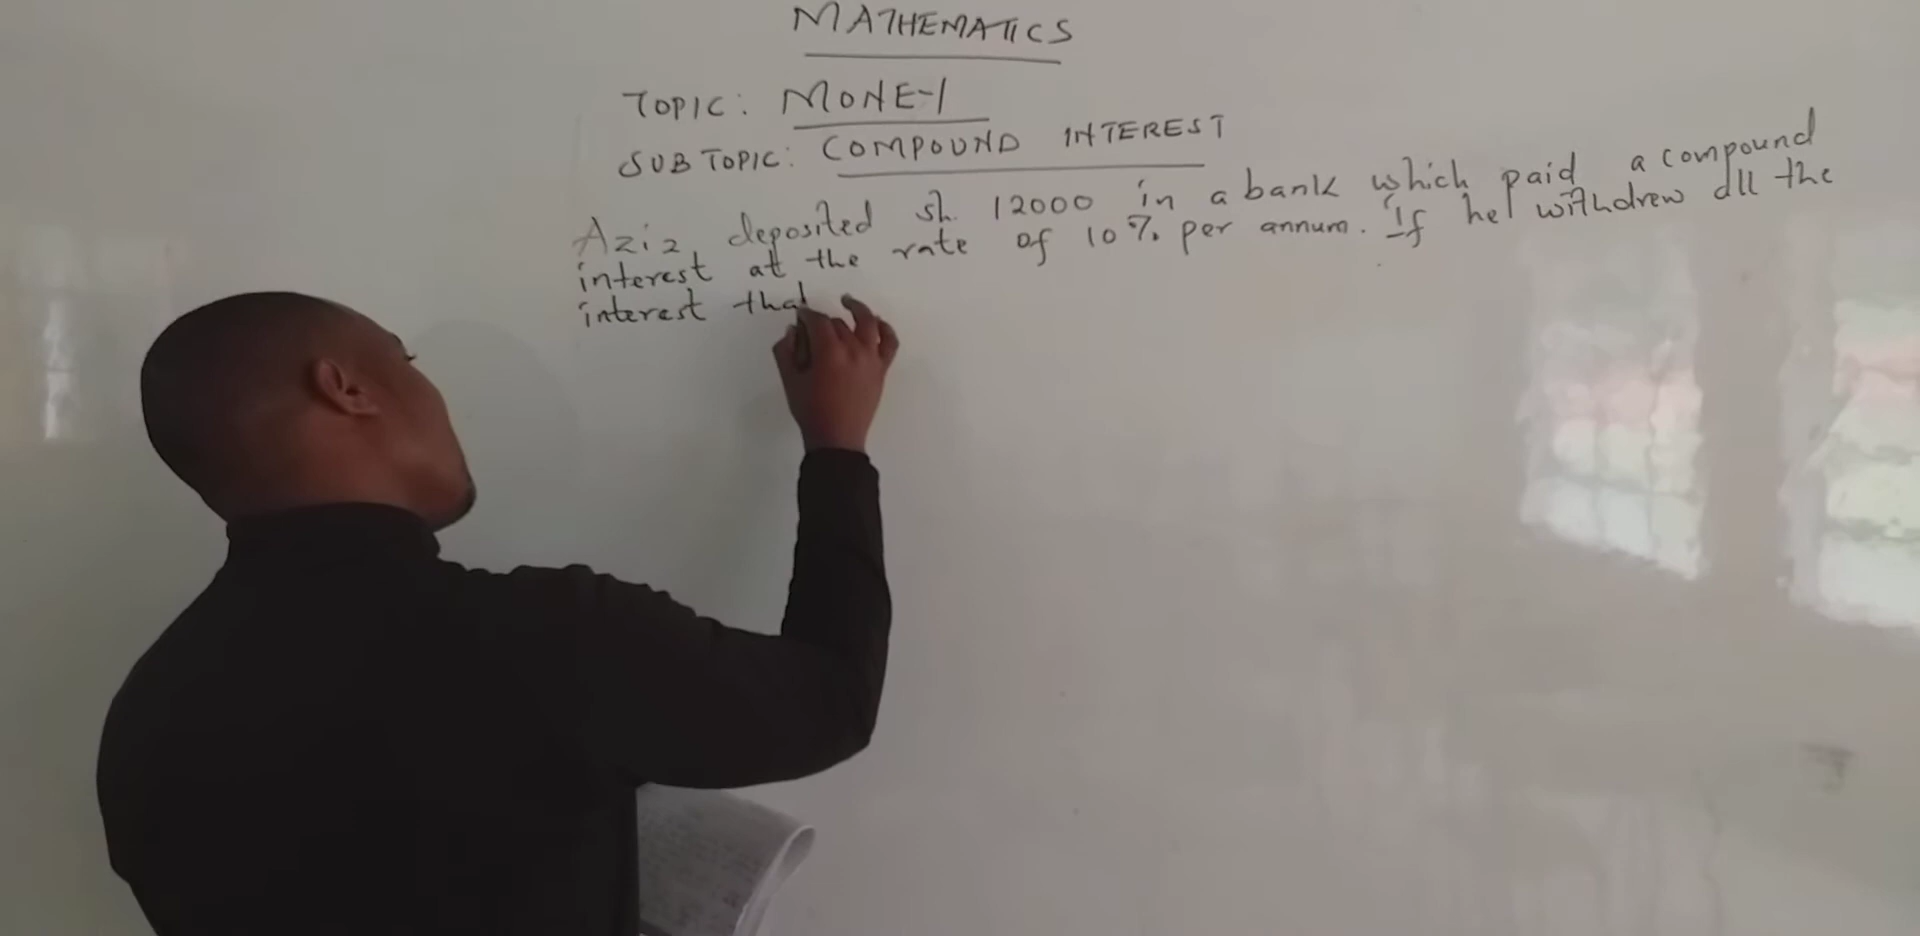 MATHEMATICS
TOPIC: MONEY
SUB TOPIC: COMPOUND INTEREST
Aziz deposited sh. 12000 in a bank which paid a compound
interest at the rate of 10% per annum. If he withdrew all the
interest that